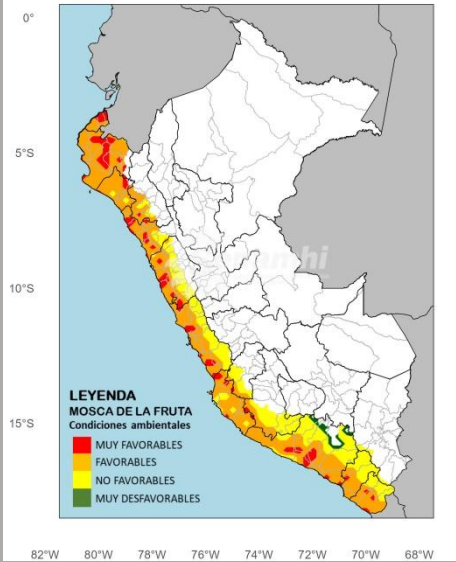 0°
5°S
10°S
15°S
senamhi
LEYENDA
MOSCA DE LA FRUTA
Condiciones ambientales
MUY FAVORABLES
FAVORABLES
NO FAVORABLES
MUY DESFAVORABLES
82°W 80°W 78°W 76°W 74°W 72°W 70°W 68°W